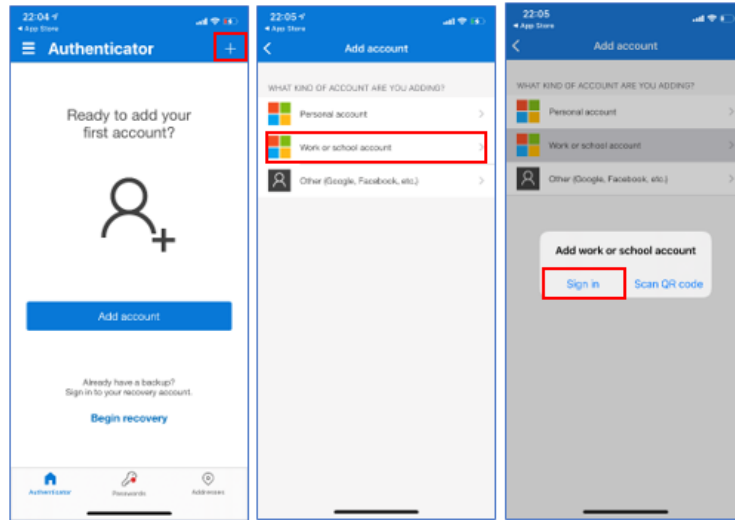 22:04
App Store
Authenticator
Ready to add your
first account?
Add account
Already have a backup?
Sign in to your recovery account.
Begin recovery
Authenticator
Passwords
Addresses
22:05
App Store
Add account
WHAT KIND OF ACCOUNT ARE YOU ADDING?
Personal account
Work or school account
Other (Google, Facebook, etc.)
22:05
App Store
Add account
WHAT KIND OF ACCOUNT ARE YOU ADDING?
Personal account
Work or school account
Other (Google, Facebook, etc.)
Add work or school account
Sign in
Scan QR code